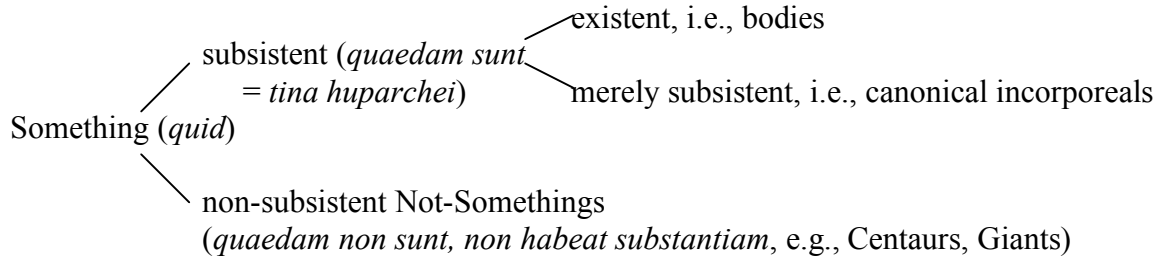 existent, i.e., bodies
subsistent (quaedam sunt
= tina huparchei)
merely subsistent, i.e., canonical incorporeals
Something (quid)
non-subsistent Not-Somethings
(quaedam non sunt, non habeat substantiam, e.g., Centaurs, Giants)